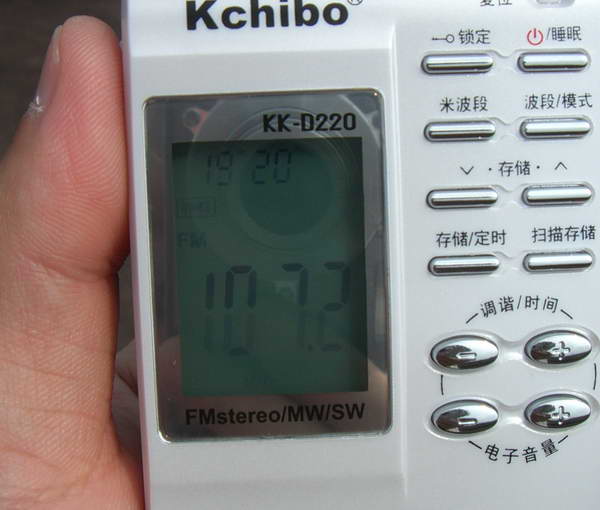 Kchibo®
复位
锁定
/睡眠
KK-D220
米波段
波段/模式
19 20
∨ · 存储 · ∧
FM
存储/定时
扫描存储
107.2
调谐/时间
- +
- +
FMstereo/MW/SW
电子音量